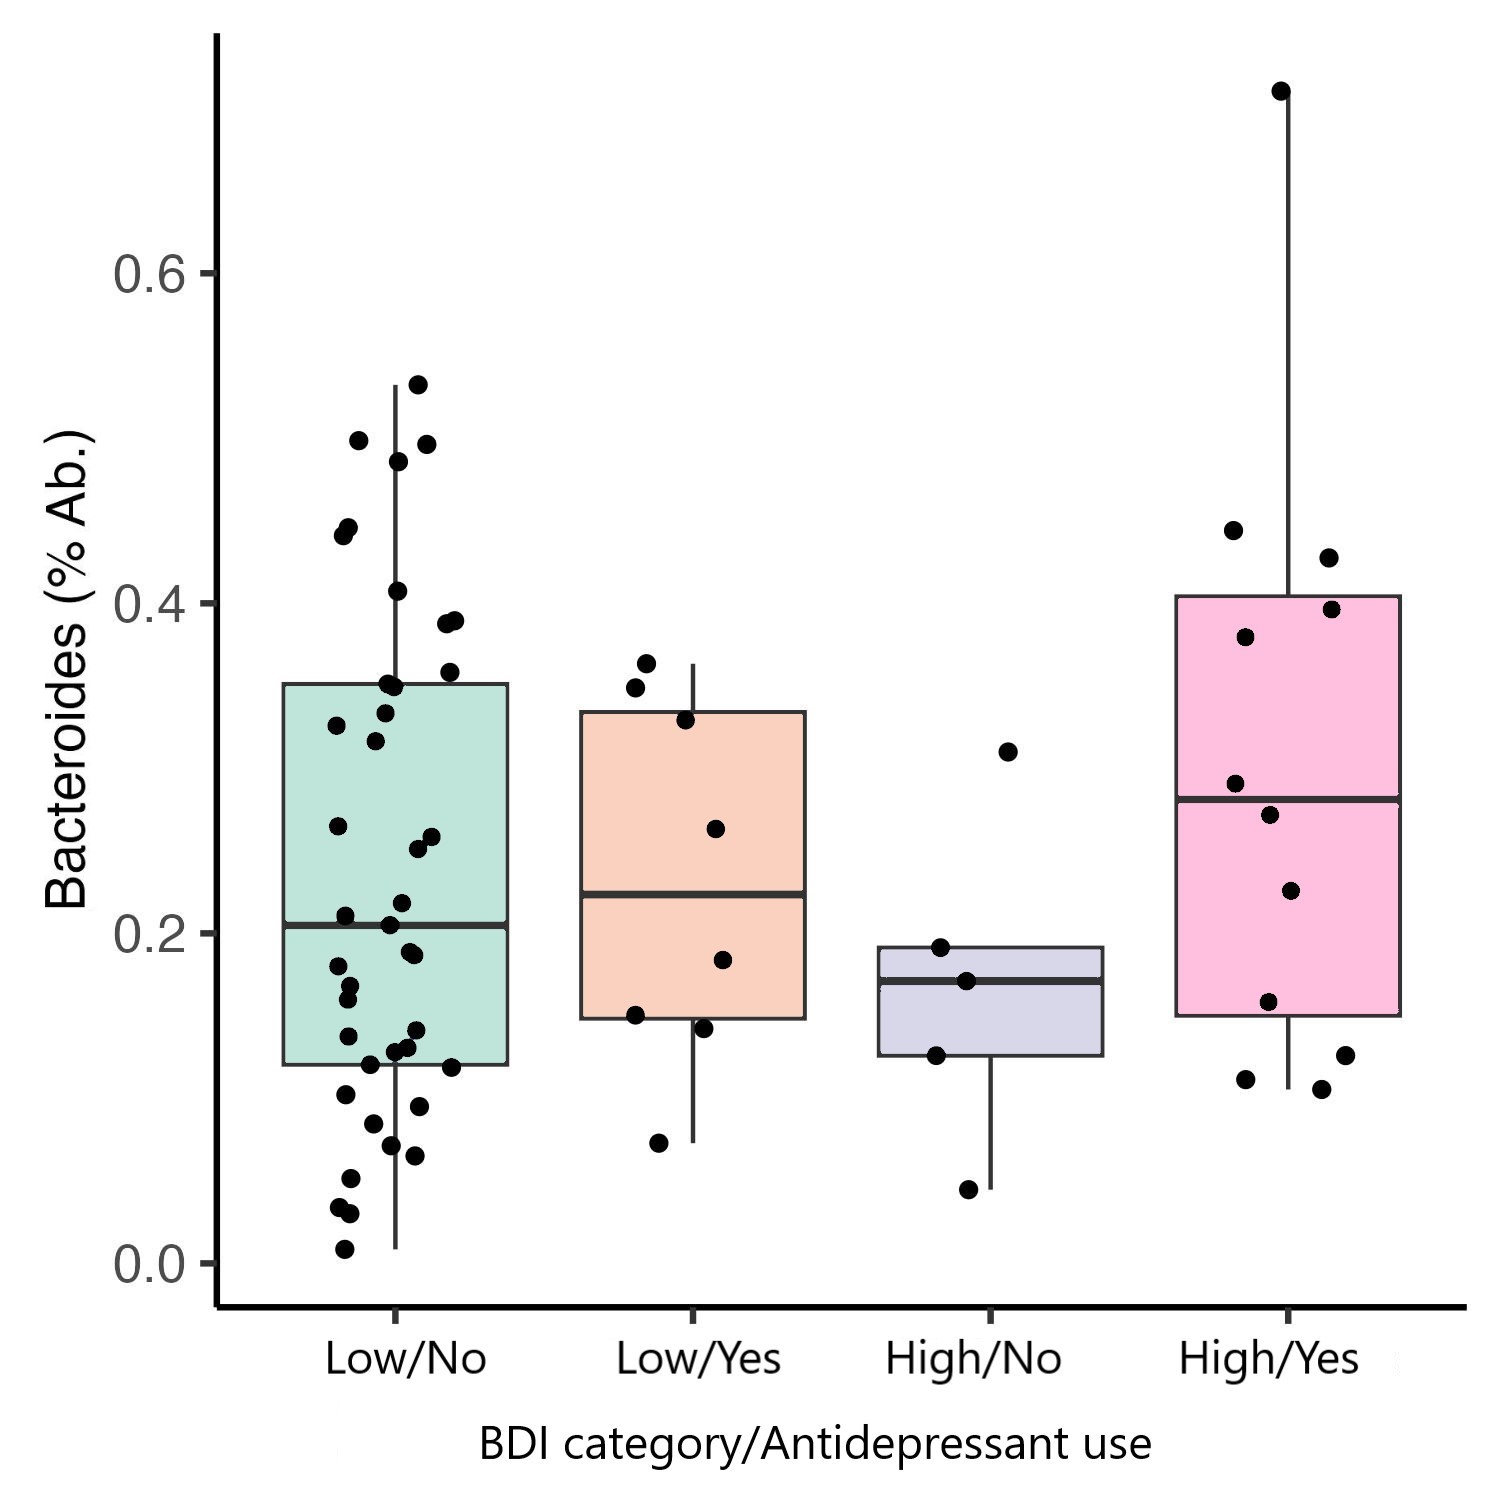 Bacteroides (% Ab.)
0.6
0.4
0.2
0.0
Low/No
Low/Yes
High/No
High/Yes
BDI category/Antidepressant use